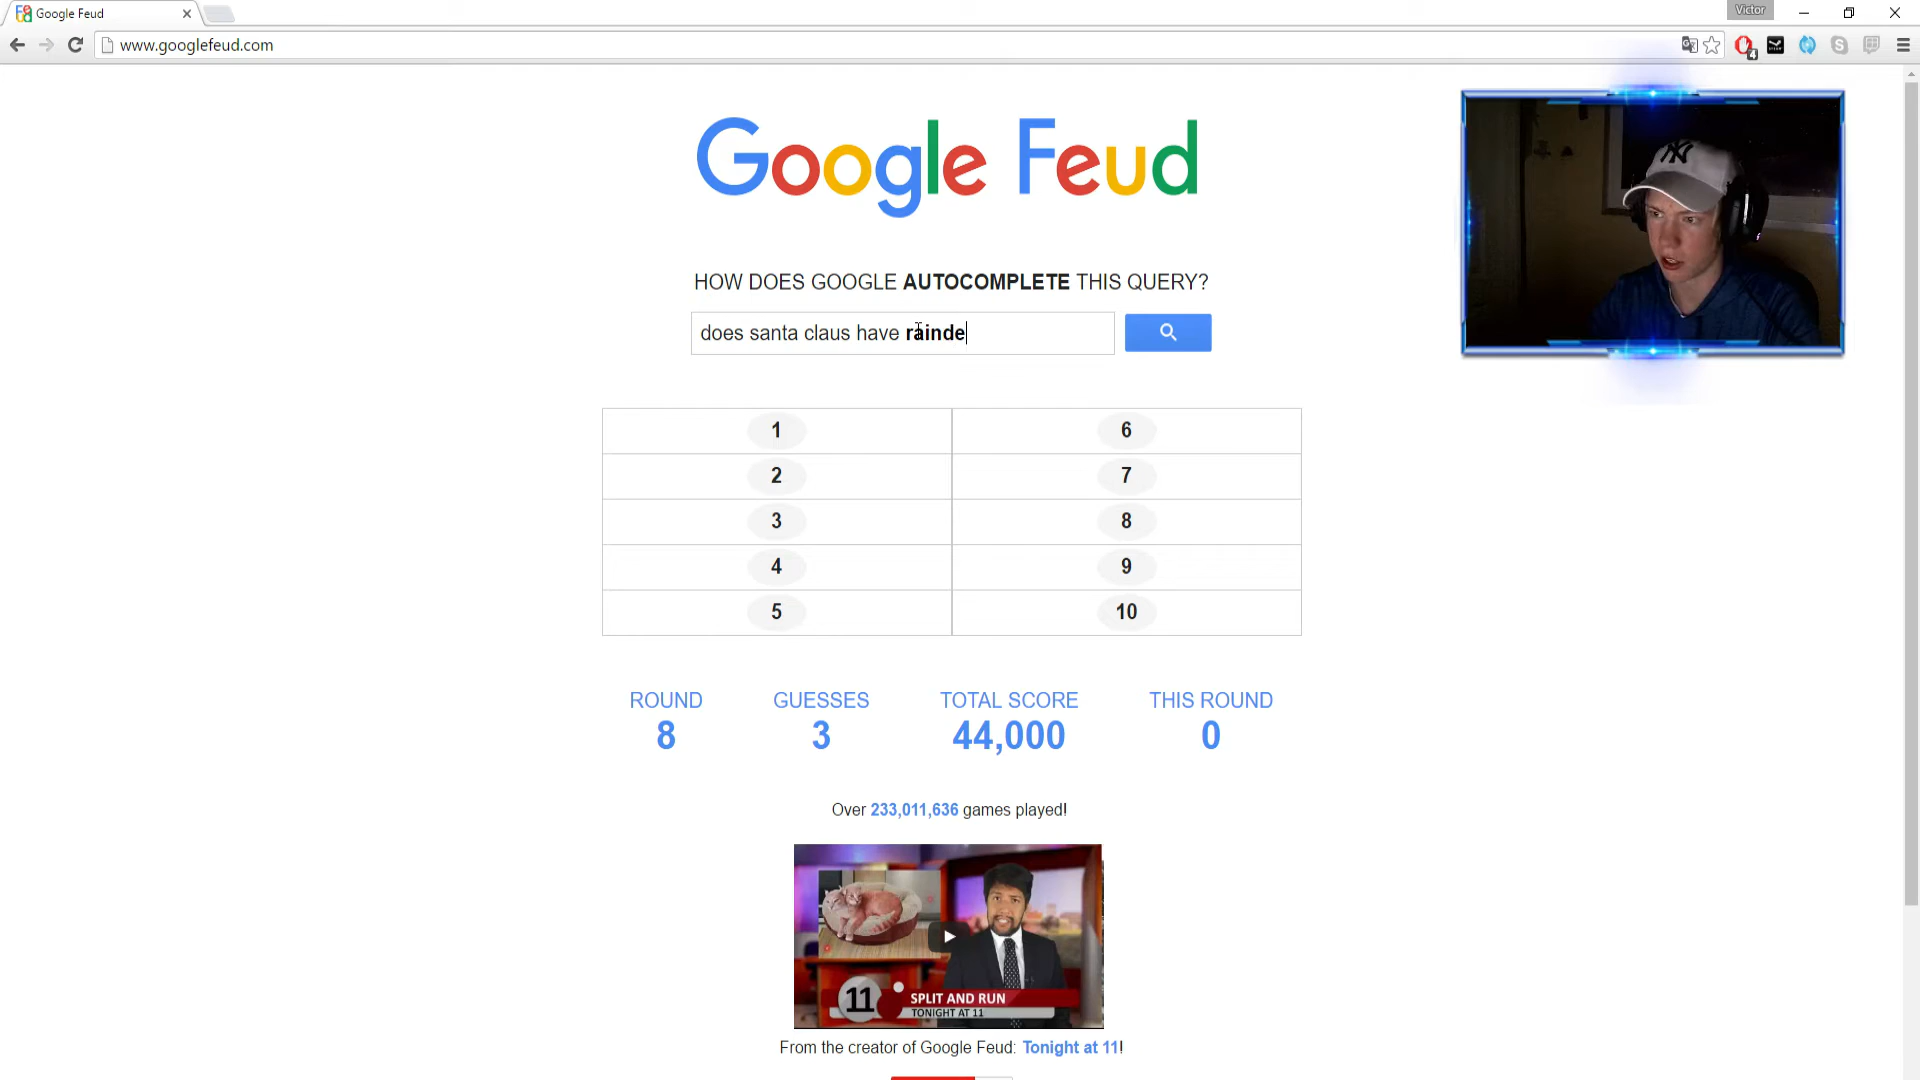 Google Feud
Victor
www.googlefeud.com
4
Google Feud
NY
HOW DOES GOOGLE AUTOCOMPLETE THIS QUERY?
does santa claus have rainde
1 6
2 7
3 8
4 9
5 10
ROUND GUESSES TOTAL SCORE THIS ROUND
8 3 44,000 0
Over 233,011,636 games played!
11 SPLIT AND RUN
TONIGHT AT 11
From the creator of Google Feud: Tonight at 11!